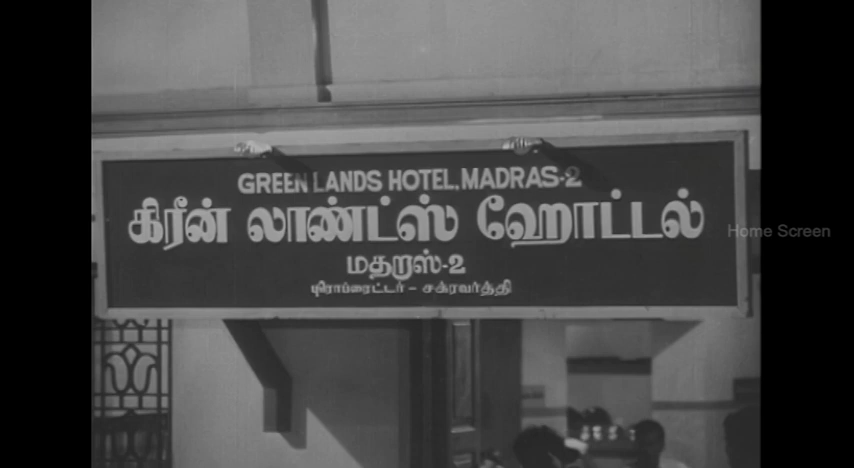 GREEN LANDS HOTEL, MADRAS-2
கிரீன் லாண்ட்ஸ் ஹோட்டல்
மதறாஸ்-2
புரொப்ரைட்டர் - சக்ரவர்த்தி
Home Screen